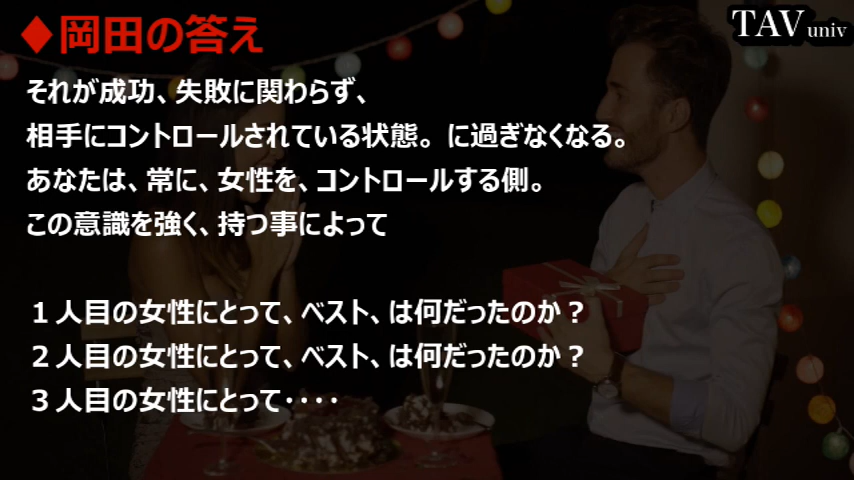 ◆岡田の答え
TAV univ
それが成功、失敗に関わらず、
相手にコントロールされている状態。に過ぎなくなる。
あなたは、常に、女性を、コントロールする側。
この意識を強く、持つ事によって
１人目の女性にとって、ベスト、は何だったのか？
２人目の女性にとって、ベスト、は何だったのか？
３人目の女性にとって‥‥